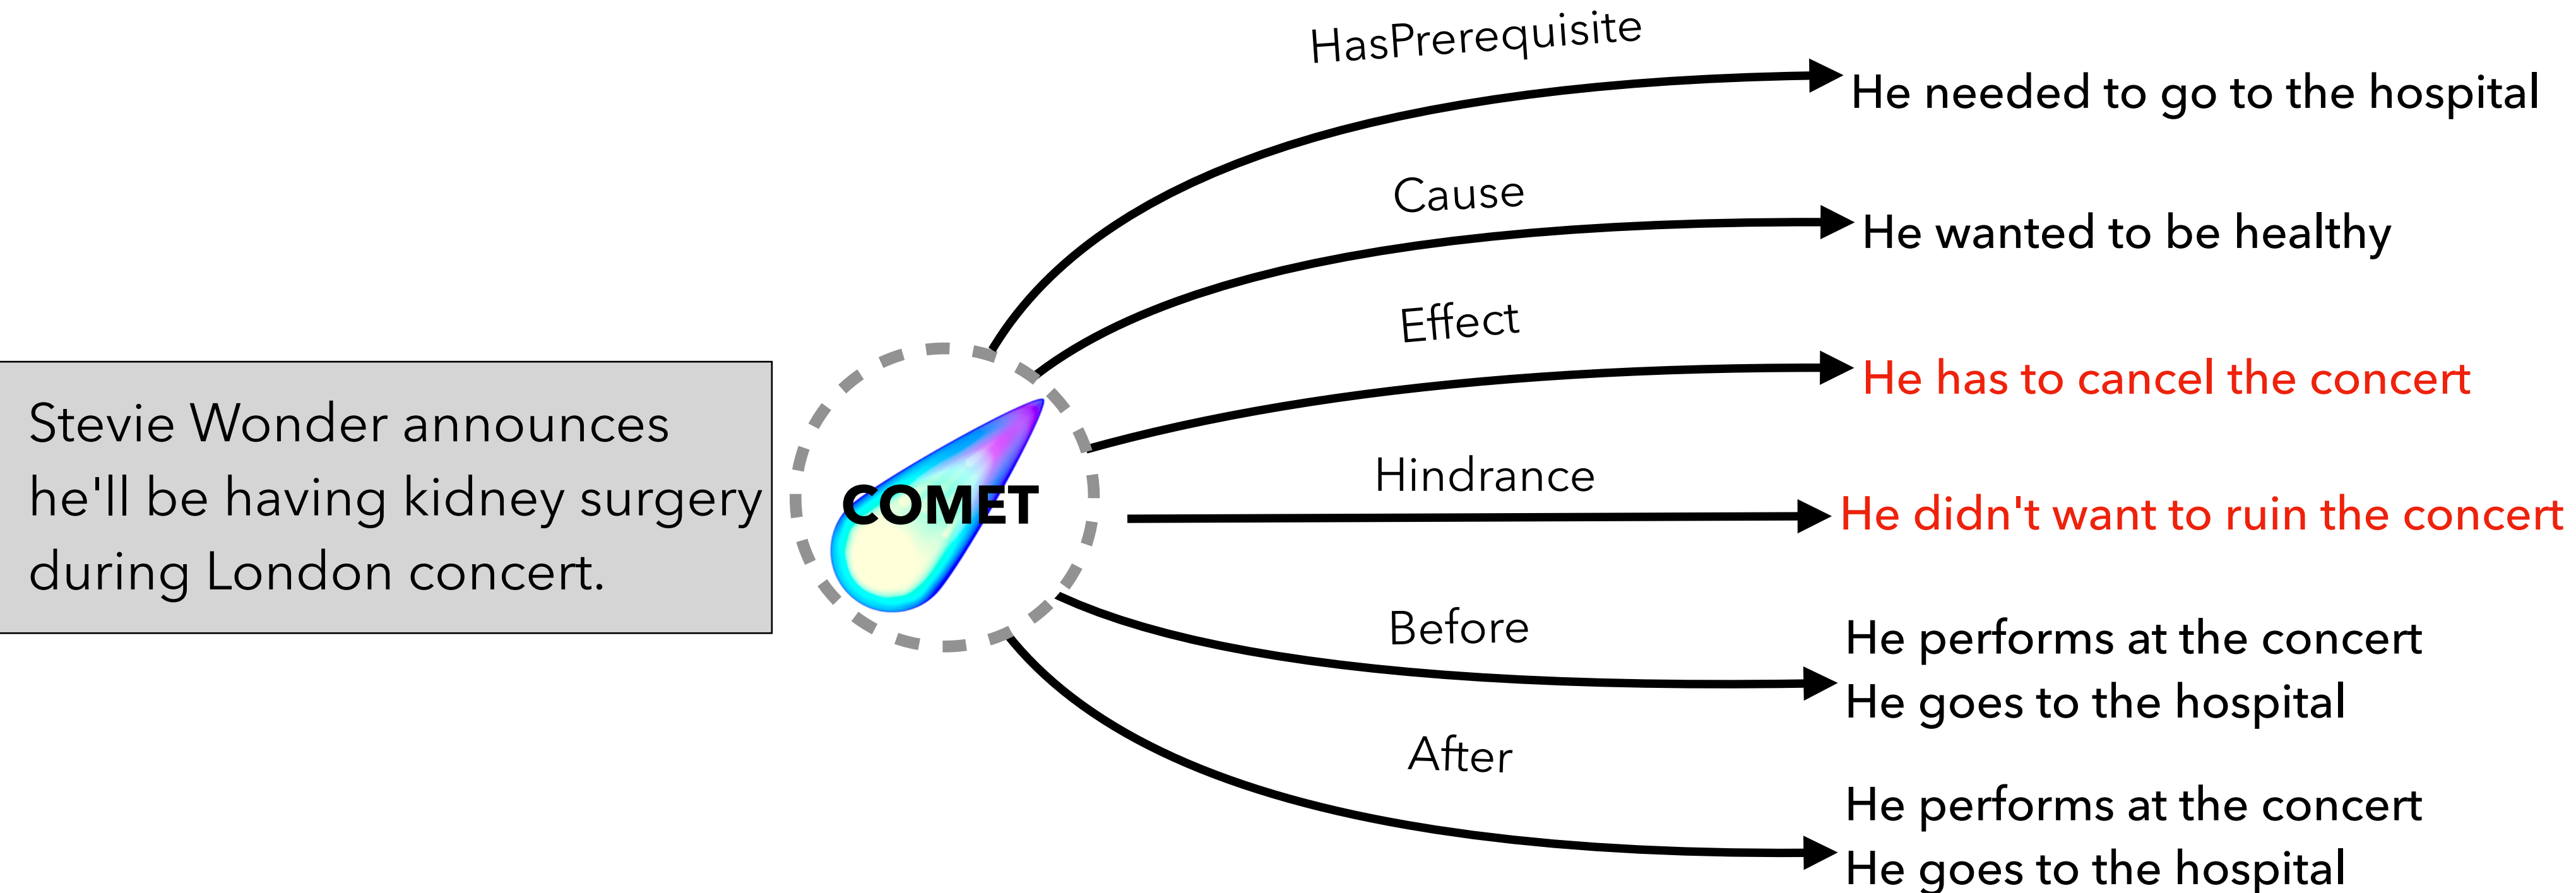 Stevie Wonder announces
he'll be having kidney surgery
during London concert.
COMET
HasPrerequisite
He needed to go to the hospital
Cause
He wanted to be healthy
Effect
He has to cancel the concert
Hindrance
He didn't want to ruin the concert
Before
He performs at the concert
He goes to the hospital
After
He performs at the concert
He goes to the hospital